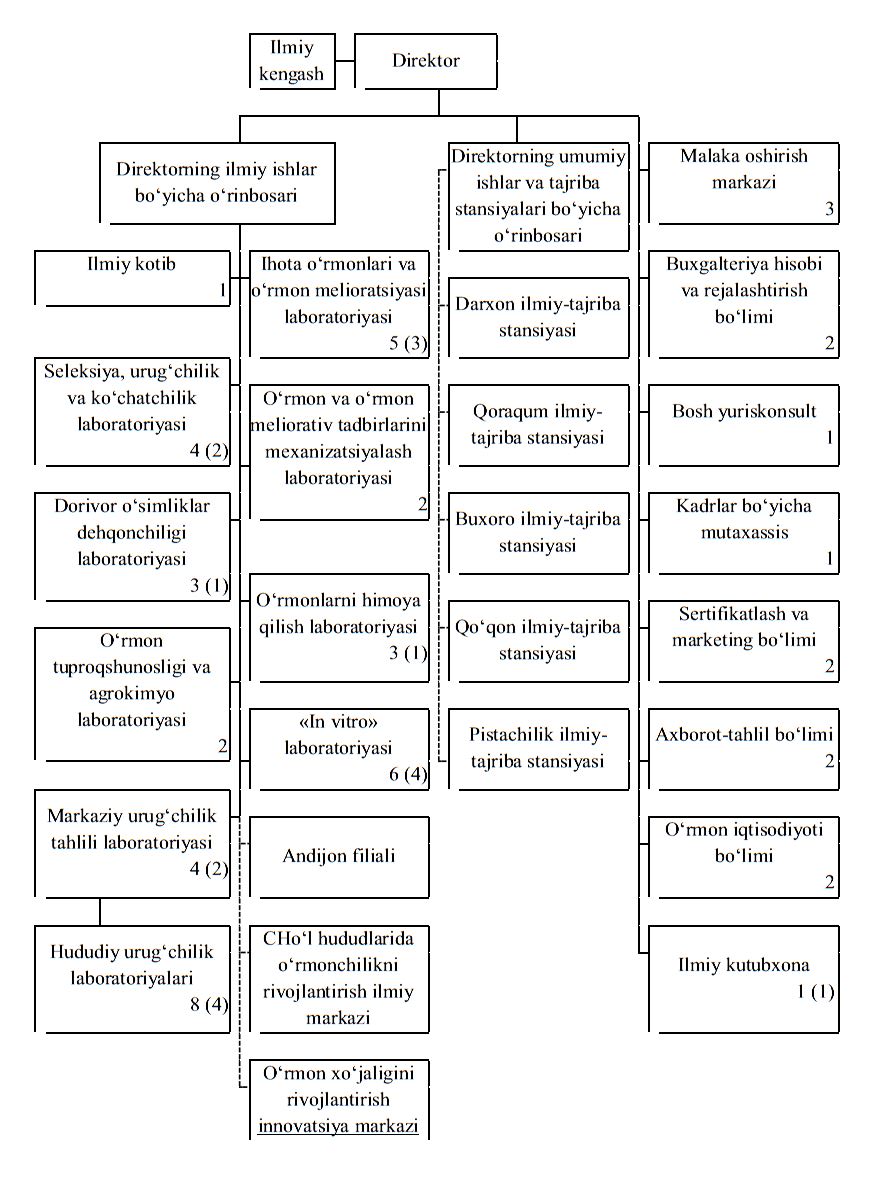 Ilmiy
kengash
Direktor
Direktorning ilmiy ishlar
bo‘yicha o‘rinbosari
Ilmiy kotib
1
Seleksiya, urug‘chilik
va ko‘chatchilik
laboratoriyasi
4 (2)
Dorivor o‘simliklar
dehqonchiligi
laboratoriyasi
3 (1)
O‘rmon
tuproqshunosligi va
agrokimyo
laboratoriyasi
2
Markaziy urug‘chilik
tahlili laboratoriyasi
4 (2)
Hududiy urug‘chilik
laboratoriyalari
8 (4)
Ihota o‘rmonlari va
o‘rmon melioratsiyasi
laboratoriyasi
5 (3)
O‘rmon va o‘rmon
meliorativ tadbirlarini
mexanizatsiyalash
laboratoriyasi
2
O‘rmonlarni himoya
qilish laboratoriyasi
3 (1)
«In vitro»
laboratoriyasi
6 (4)
Andijon filiali
CHo‘l hududlarida
o‘rmonchilikni
rivojlantirish ilmiy
markazi
O‘rmon xo‘jaligini
rivojlantirish
innovatsiya markazi
Direktorning umumiy
ishlar va tajriba
stansiyalari bo‘yicha
o‘rinbosari
Darxon ilmiy-tajriba
stansiyasi
Qoraqum ilmiy-
tajriba stansiyasi
Buxoro ilmiy-tajriba
stansiyasi
Qo‘qon ilmiy-tajriba
stansiyasi
Pistachilik ilmiy-
tajriba stansiyasi
Malaka oshirish
markazi
3
Buxgalteriya hisobi
va rejalashtirish
bo‘limi
2
Bosh yuriskonsult
1
Kadrlar bo‘yicha
mutaxassis
1
Sertifikatlash va
marketing bo‘limi
2
Axborot-tahlil bo‘limi
2
O‘rmon iqtisodiyoti
bo‘limi
2
Ilmiy kutubxona
1 (1)